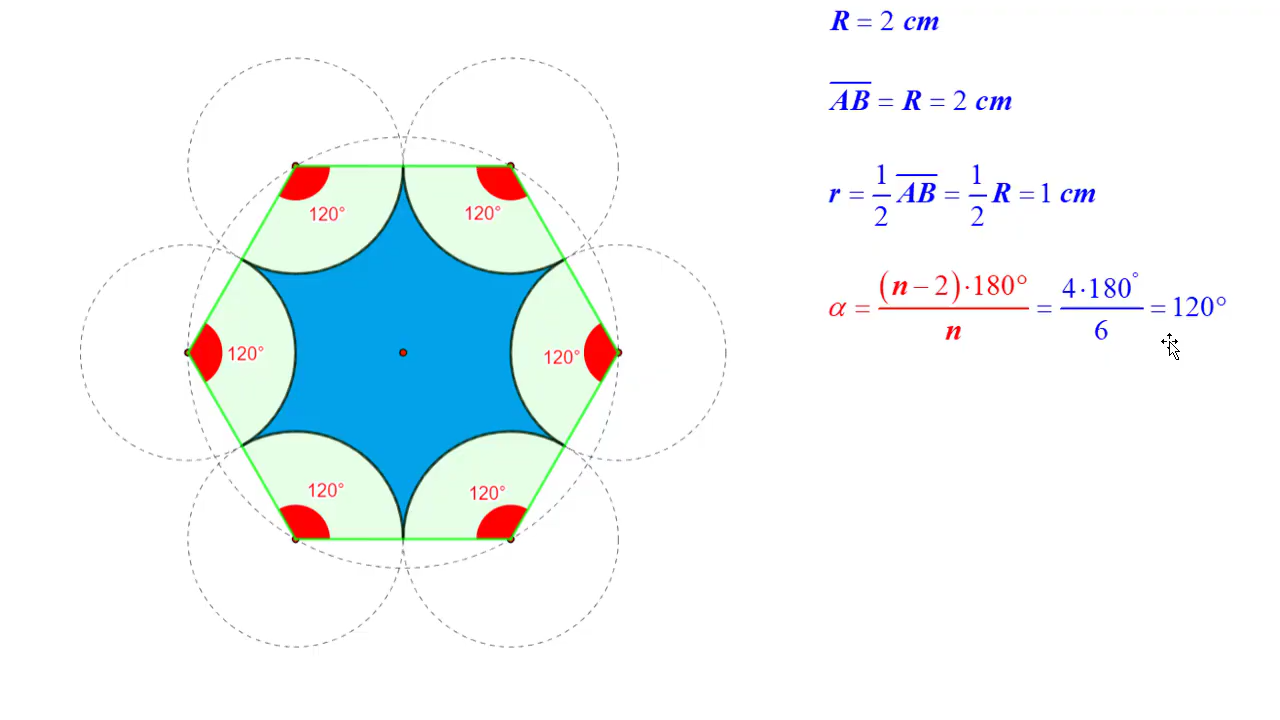 R = 2 cm
AB = R = 2 cm
r = 1/2 AB = 1/2 R = 1 cm
α = (n − 2)·180° / n = 4·180° / 6 = 120°
120° 120°
120° 120°
120° 120°